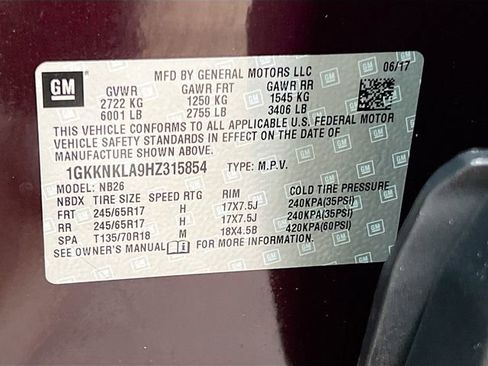 GM
MFD BY GENERAL MOTORS LLC 06/17
GVWR GAWR FRT GAWR RR
2722 KG 1250 KG 1545 KG
6001 LB 2755 LB 3406 LB
THIS VEHICLE CONFORMS TO ALL APPLICABLE U.S. FEDERAL MOTOR
VEHICLE SAFETY STANDARDS IN EFFECT ON THE DATE OF
MANUFACTURE SHOWN ABOVE.
1GKKNKLA9HZ315854 TYPE: M.P.V.
MODEL: NB26
NBDX TIRE SIZE SPEED RTG RIM COLD TIRE PRESSURE
FRT 245/65R17 H 17X7.5J 240KPA(35PSI)
RR 245/65R17 H 17X7.5J 240KPA(35PSI)
SPA T135/70R18 M 18X4.5B 420KPA(60PSI)
SEE OWNER'S MANUAL FOR MORE INFORMATION